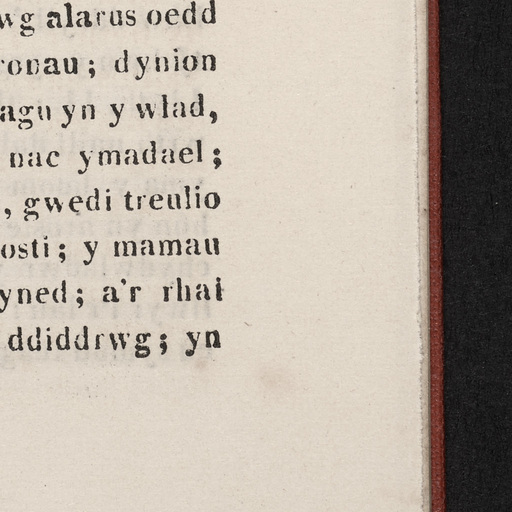 wg alarus oedd
ronau; dynion
agu yn y wlad,
nac ymadael;
, gwedi treulio
osti; y mamau
yned; a'r rhai
ddiddrwg; yn